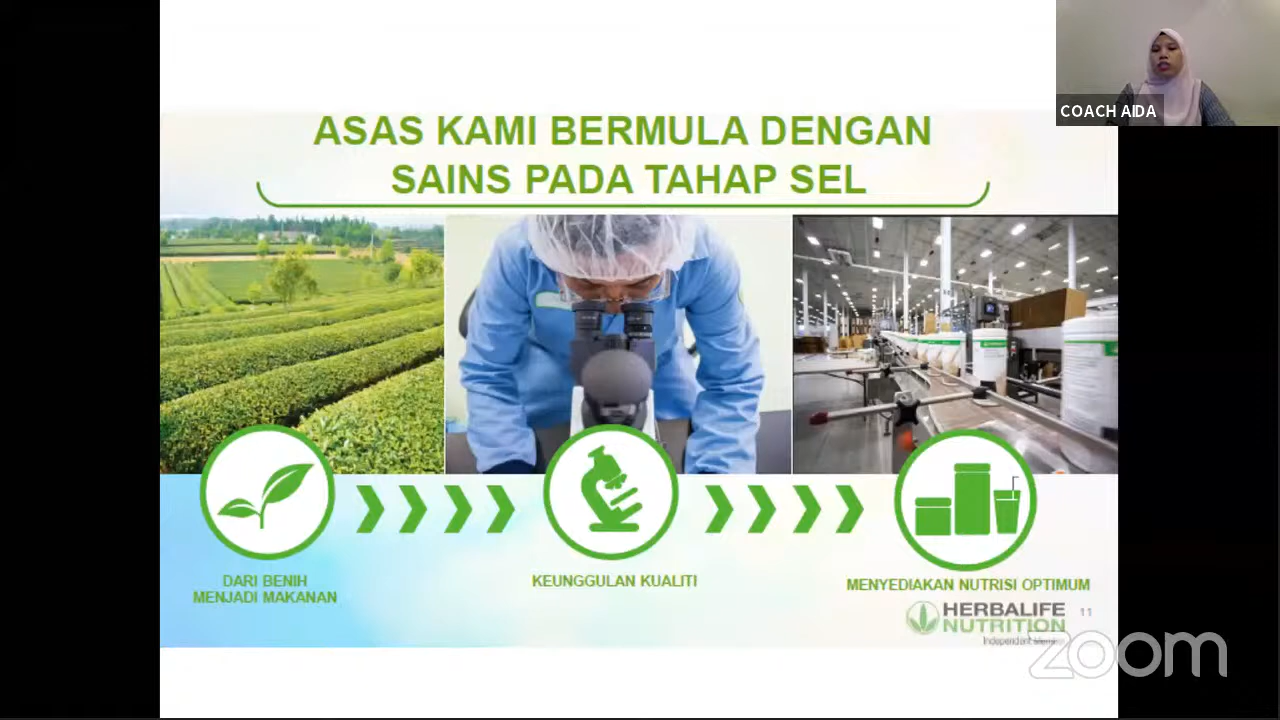 COACH AIDA
ASAS KAMI BERMULA DENGAN
SAINS PADA TAHAP SEL
DARI BENIH
MENJADI MAKANAN
KEUNGGULAN KUALITI
MENYEDIAKAN NUTRISI OPTIMUM
HERBALIFE
NUTRITION
Independent
11
zoom